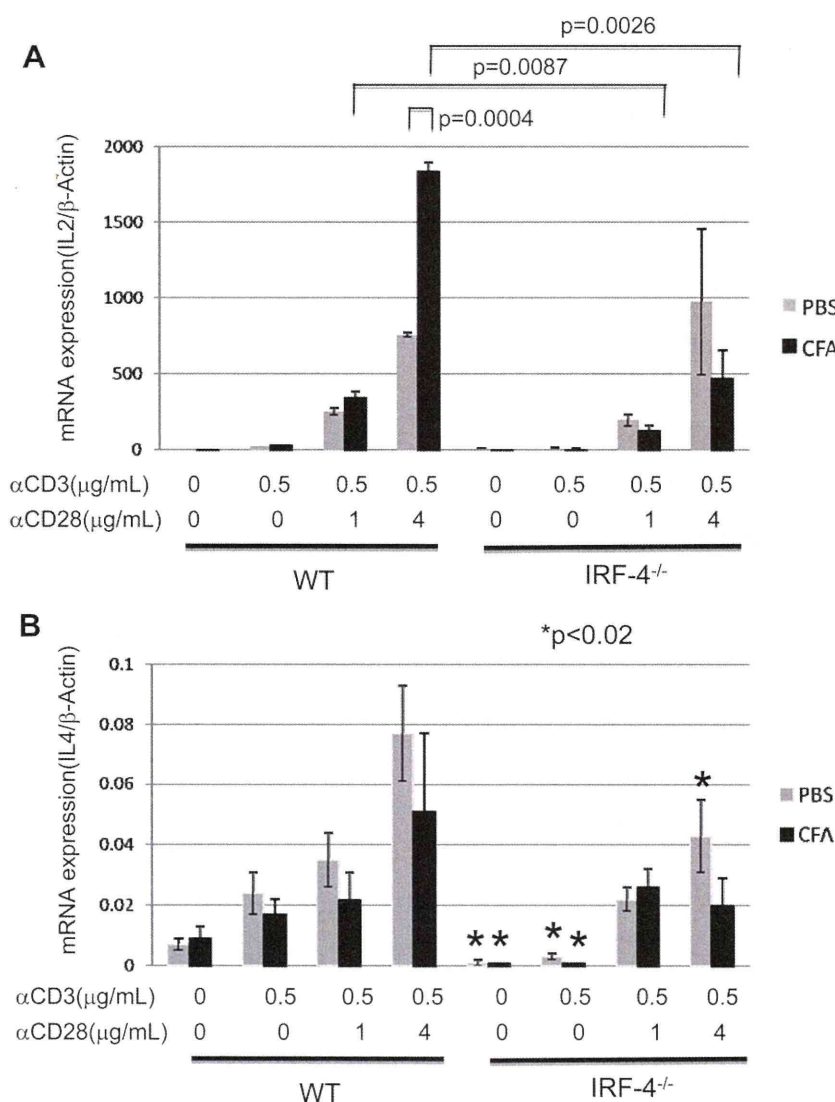 A
p=0.0026
p=0.0087
p=0.0004
mRNA expression(IL2/β-Actin)
2000
1500
1000
500
0
PBS
CFA
αCD3(μg/mL) 0 0.5 0.5 0.5 0 0.5 0.5 0.5
αCD28(μg/mL) 0 0 1 4 0 0 1 4
WT IRF-4-/-
B
*p<0.02
mRNA expression(IL4/β-Actin)
0.1
0.08
0.06
0.04
0.02
0
* * * * *
PBS
CFA
αCD3(μg/mL) 0 0.5 0.5 0.5 0 0.5 0.5 0.5
αCD28(μg/mL) 0 0 1 4 0 0 1 4
WT IRF-4-/-